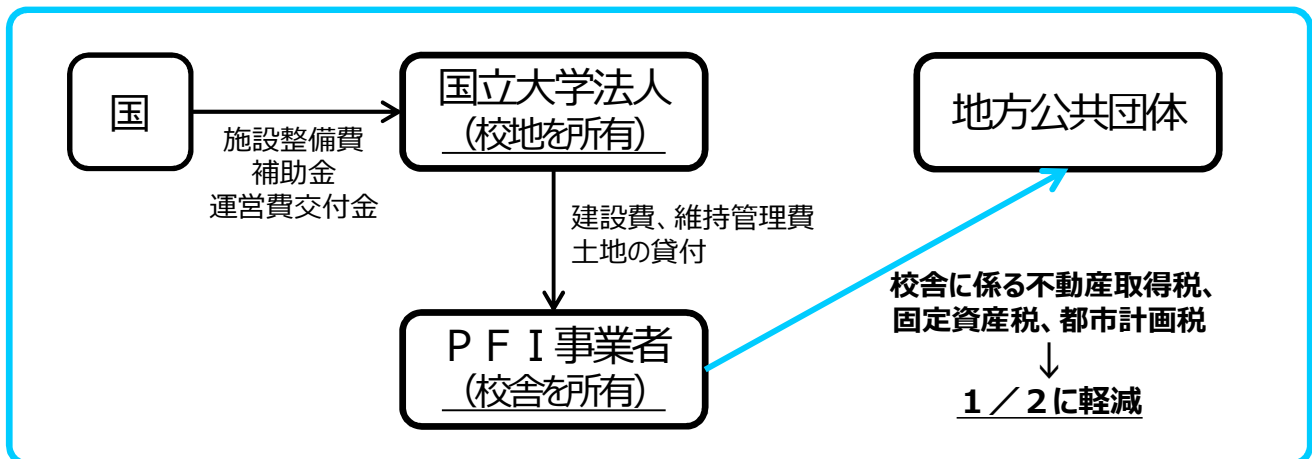 国
国立大学法人
（校地を所有）
地方公共団体
施設整備費
補助金
運営費交付金
建設費、維持管理費
土地の貸付
校舎に係る不動産取得税、
固定資産税、都市計画税
↓
１／２に軽減
ＰＦＩ事業者
（校舎を所有）